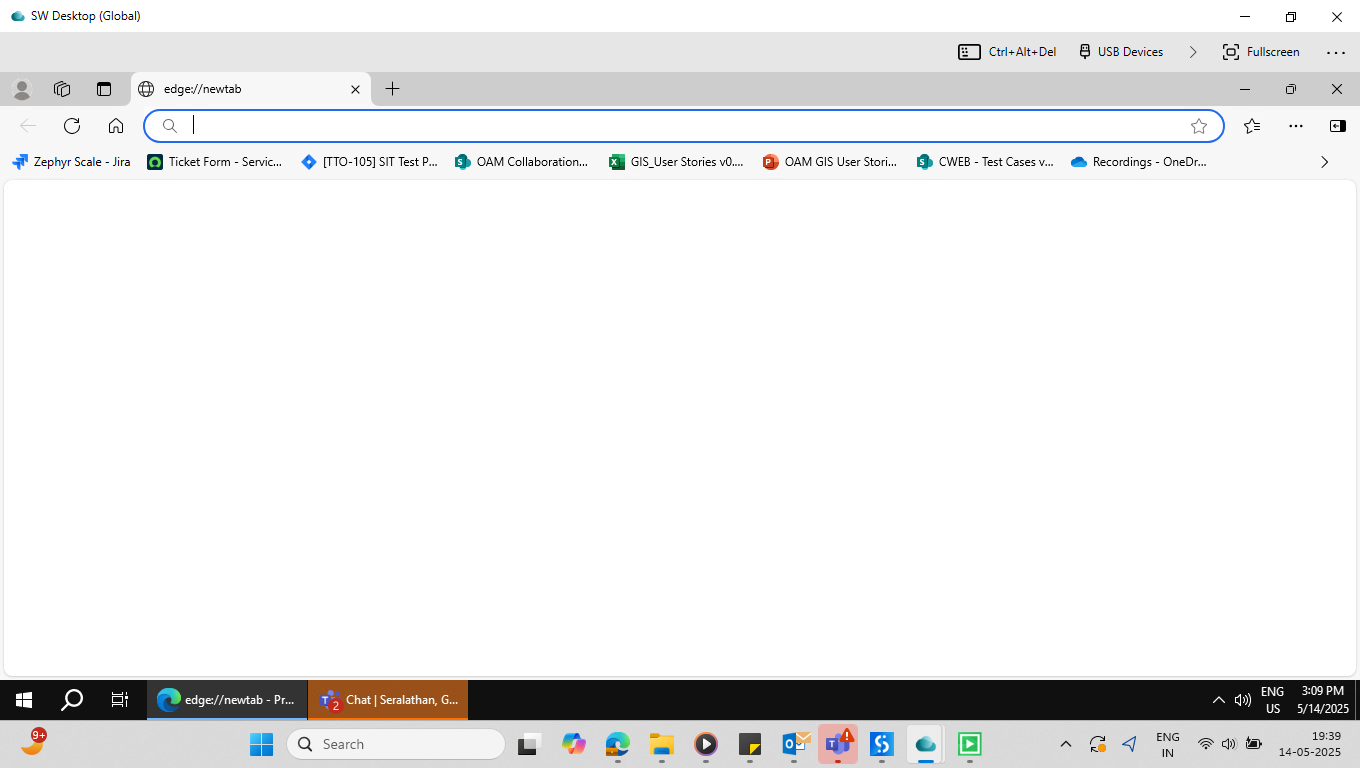 SW Desktop (Global)
Ctrl+Alt+Del
USB Devices
Fullscreen
edge://newtab
Zephyr Scale - Jira
Ticket Form - Servic...
[TTO-105] SIT Test P...
OAM Collaboration...
GIS_User Stories v0....
OAM GIS User Stori...
CWEB - Test Cases v...
Recordings - OneDr...
edge://newtab - Pr...
2
Chat | Seralathan, G...
ENG
US
3:09 PM
5/14/2025
9+
Search
ENG
IN
19:39
14-05-2025